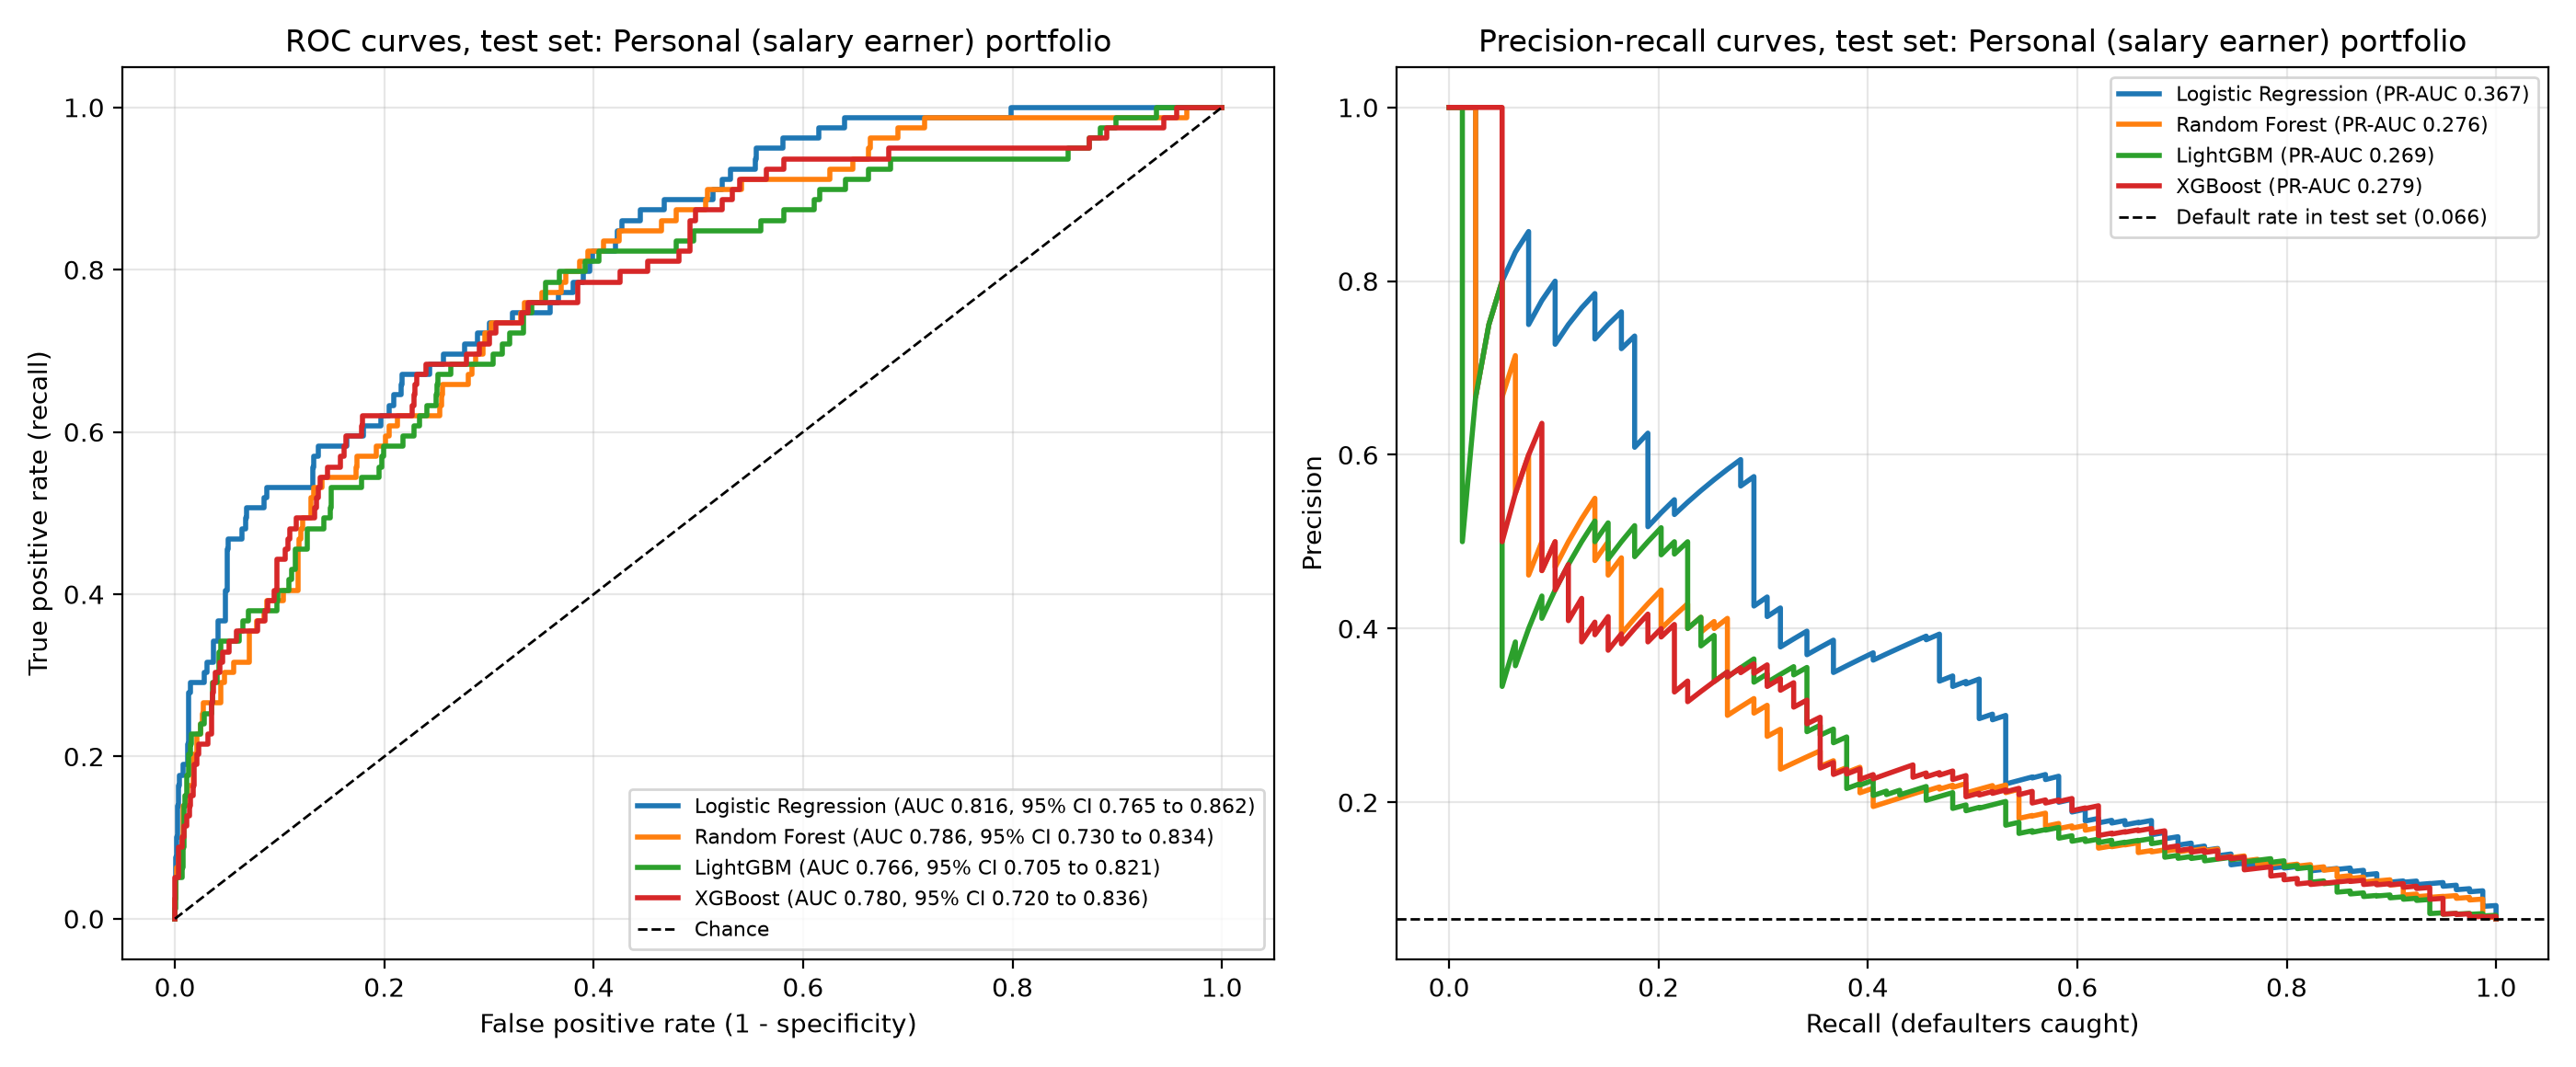 ROC curves, test set: Personal (salary earner) portfolio
True positive rate (recall)
1.0
0.8
0.6
0.4
0.2
0.0
Logistic Regression (AUC 0.816, 95% CI 0.765 to 0.862)
Random Forest (AUC 0.786, 95% CI 0.730 to 0.834)
LightGBM (AUC 0.766, 95% CI 0.705 to 0.821)
XGBoost (AUC 0.780, 95% CI 0.720 to 0.836)
Chance
0.0 0.2 0.4 0.6 0.8 1.0
False positive rate (1 - specificity)
Precision-recall curves, test set: Personal (salary earner) portfolio
Precision
1.0
0.8
0.6
0.4
0.2
Logistic Regression (PR-AUC 0.367)
Random Forest (PR-AUC 0.276)
LightGBM (PR-AUC 0.269)
XGBoost (PR-AUC 0.279)
Default rate in test set (0.066)
0.0 0.2 0.4 0.6 0.8 1.0
Recall (defaulters caught)